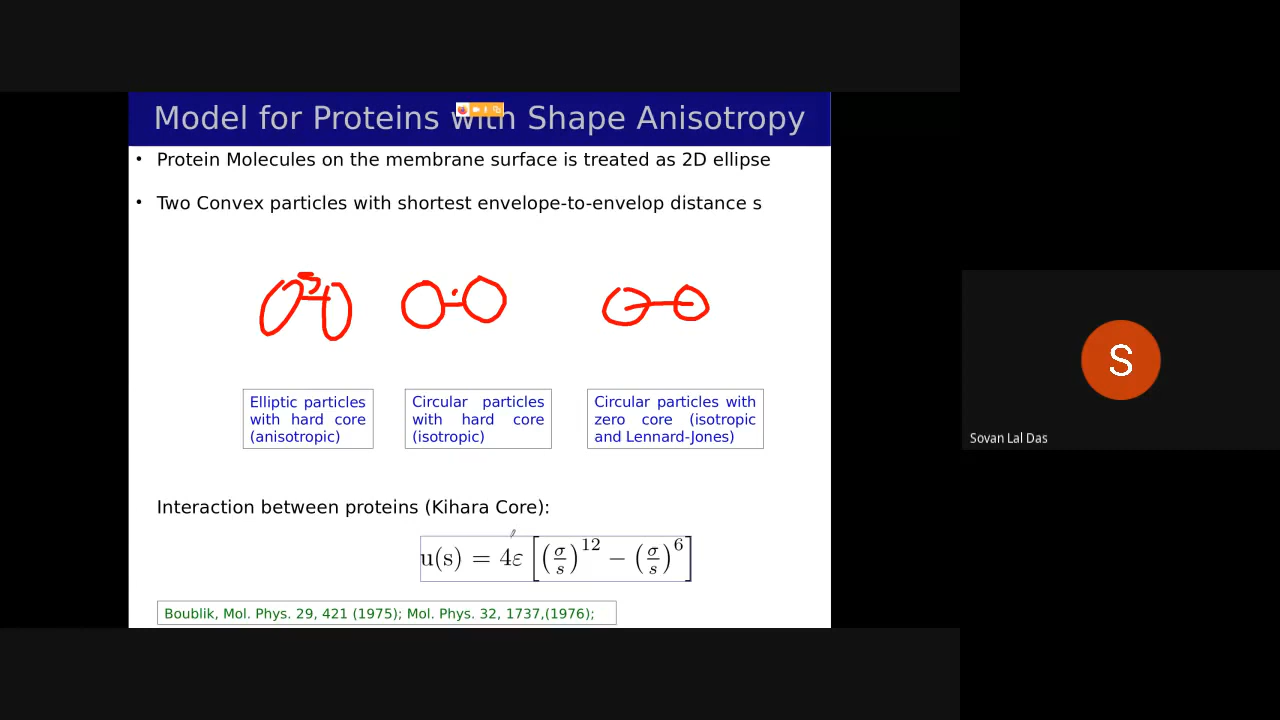 Model for Proteins with Shape Anisotropy
• Protein Molecules on the membrane surface is treated as 2D ellipse
• Two Convex particles with shortest envelope-to-envelop distance s
s
Elliptic particles
with hard core
(anisotropic)
Circular particles
with hard core
(isotropic)
Circular particles with
zero core (isotropic
and Lennard-Jones)
Interaction between proteins (Kihara Core):
u(s) = 4ε [(σ/s)^12 − (σ/s)^6]
Boublik, Mol. Phys. 29, 421 (1975); Mol. Phys. 32, 1737,(1976);
S
Sovan Lal Das